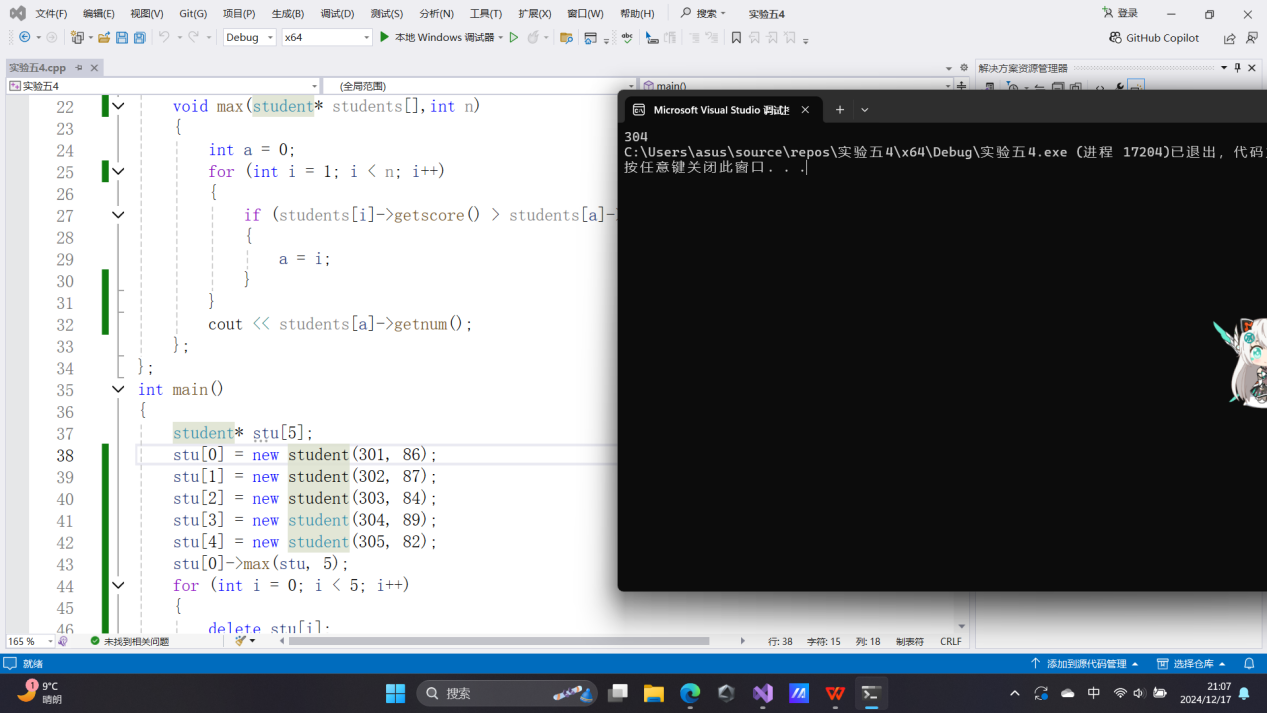 文件(F) 编辑(E) 视图(V) Git(G) 项目(P) 生成(B) 调试(D) 测试(S) 分析(N) 工具(T) 扩展(X) 窗口(W) 帮助(H) 搜索 实验五4 登录
Debug x64 本地 Windows 调试器 GitHub Copilot
实验五4.cpp 解决方案资源管理器
实验五4 (全局范围) main()
Microsoft Visual Studio 调试
304
C:\Users\asus\source\repos\实验五4\x64\Debug\实验五4.exe (进程 17204)已退出,代码
按任意键关闭此窗口. . .
22 void max(student* students[],int n)
23 {
24 int a = 0;
25 for (int i = 1; i < n; i++)
26 {
27 if (students[i]->getscore() > students[a]->
28 {
29 a = i;
30 }
31 }
32 cout << students[a]->getnum();
33 };
34 };
35 int main()
36 {
37 student* stu[5];
38 stu[0] = new student(301, 86);
39 stu[1] = new student(302, 87);
40 stu[2] = new student(303, 84);
41 stu[3] = new student(304, 89);
42 stu[4] = new student(305, 82);
43 stu[0]->max(stu, 5);
44 for (int i = 0; i < 5; i++)
45 {
46 delete stu[i];
165 % 未找到相关问题 行: 38 字符: 15 列: 18 制表符 CRLF
就绪 添加到源代码管理 选择仓库
1 9°C
晴朗
搜索
中
21:07
2024/12/17